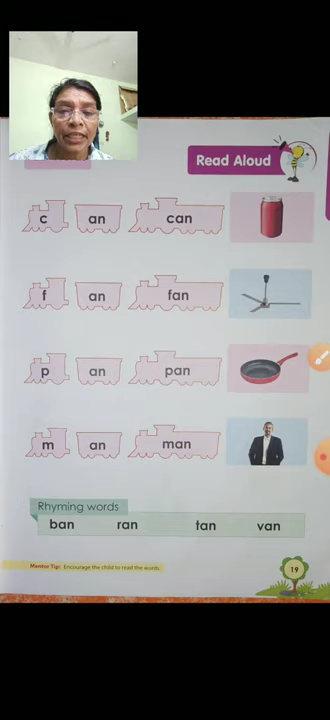 Read Aloud
c an can
f an fan
p an pan
m an man
Rhyming words
ban ran tan van
Mentor Tip: Encourage the child to read the words.
19